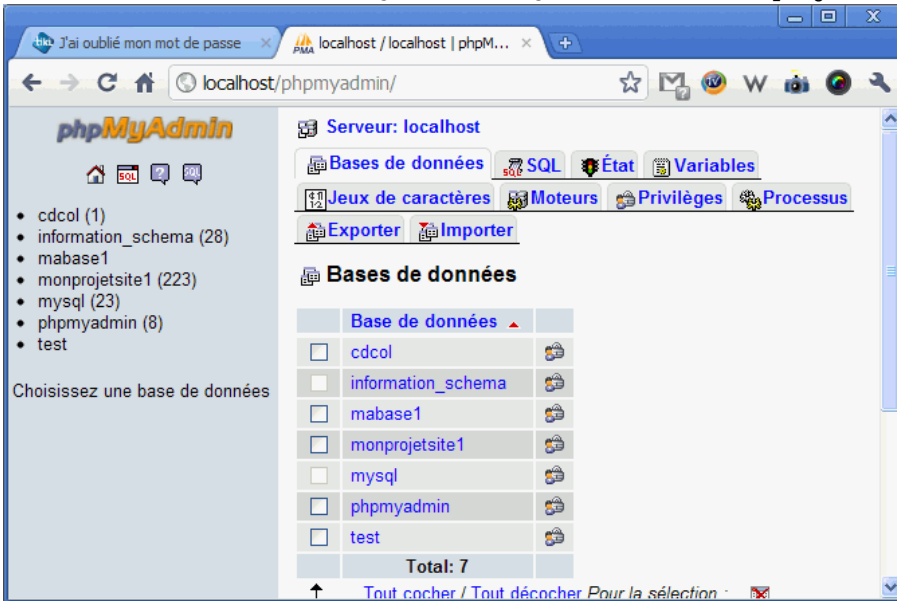 J'ai oublié mon mot de passe
localhost / localhost | phpM...
localhost/phpmyadmin/
phpMyAdmin
Serveur: localhost
Bases de données SQL État Variables
Jeux de caractères Moteurs Privilèges Processus
Exporter Importer
cdcol (1)
information_schema (28)
mabase1
monprojetsite1 (223)
mysql (23)
phpmyadmin (8)
test
Choisissez une base de données
Bases de données
Base de données
cdcol
information_schema
mabase1
monprojetsite1
mysql
phpmyadmin
test
Total: 7
Tout cocher / Tout décocher Pour la sélection :